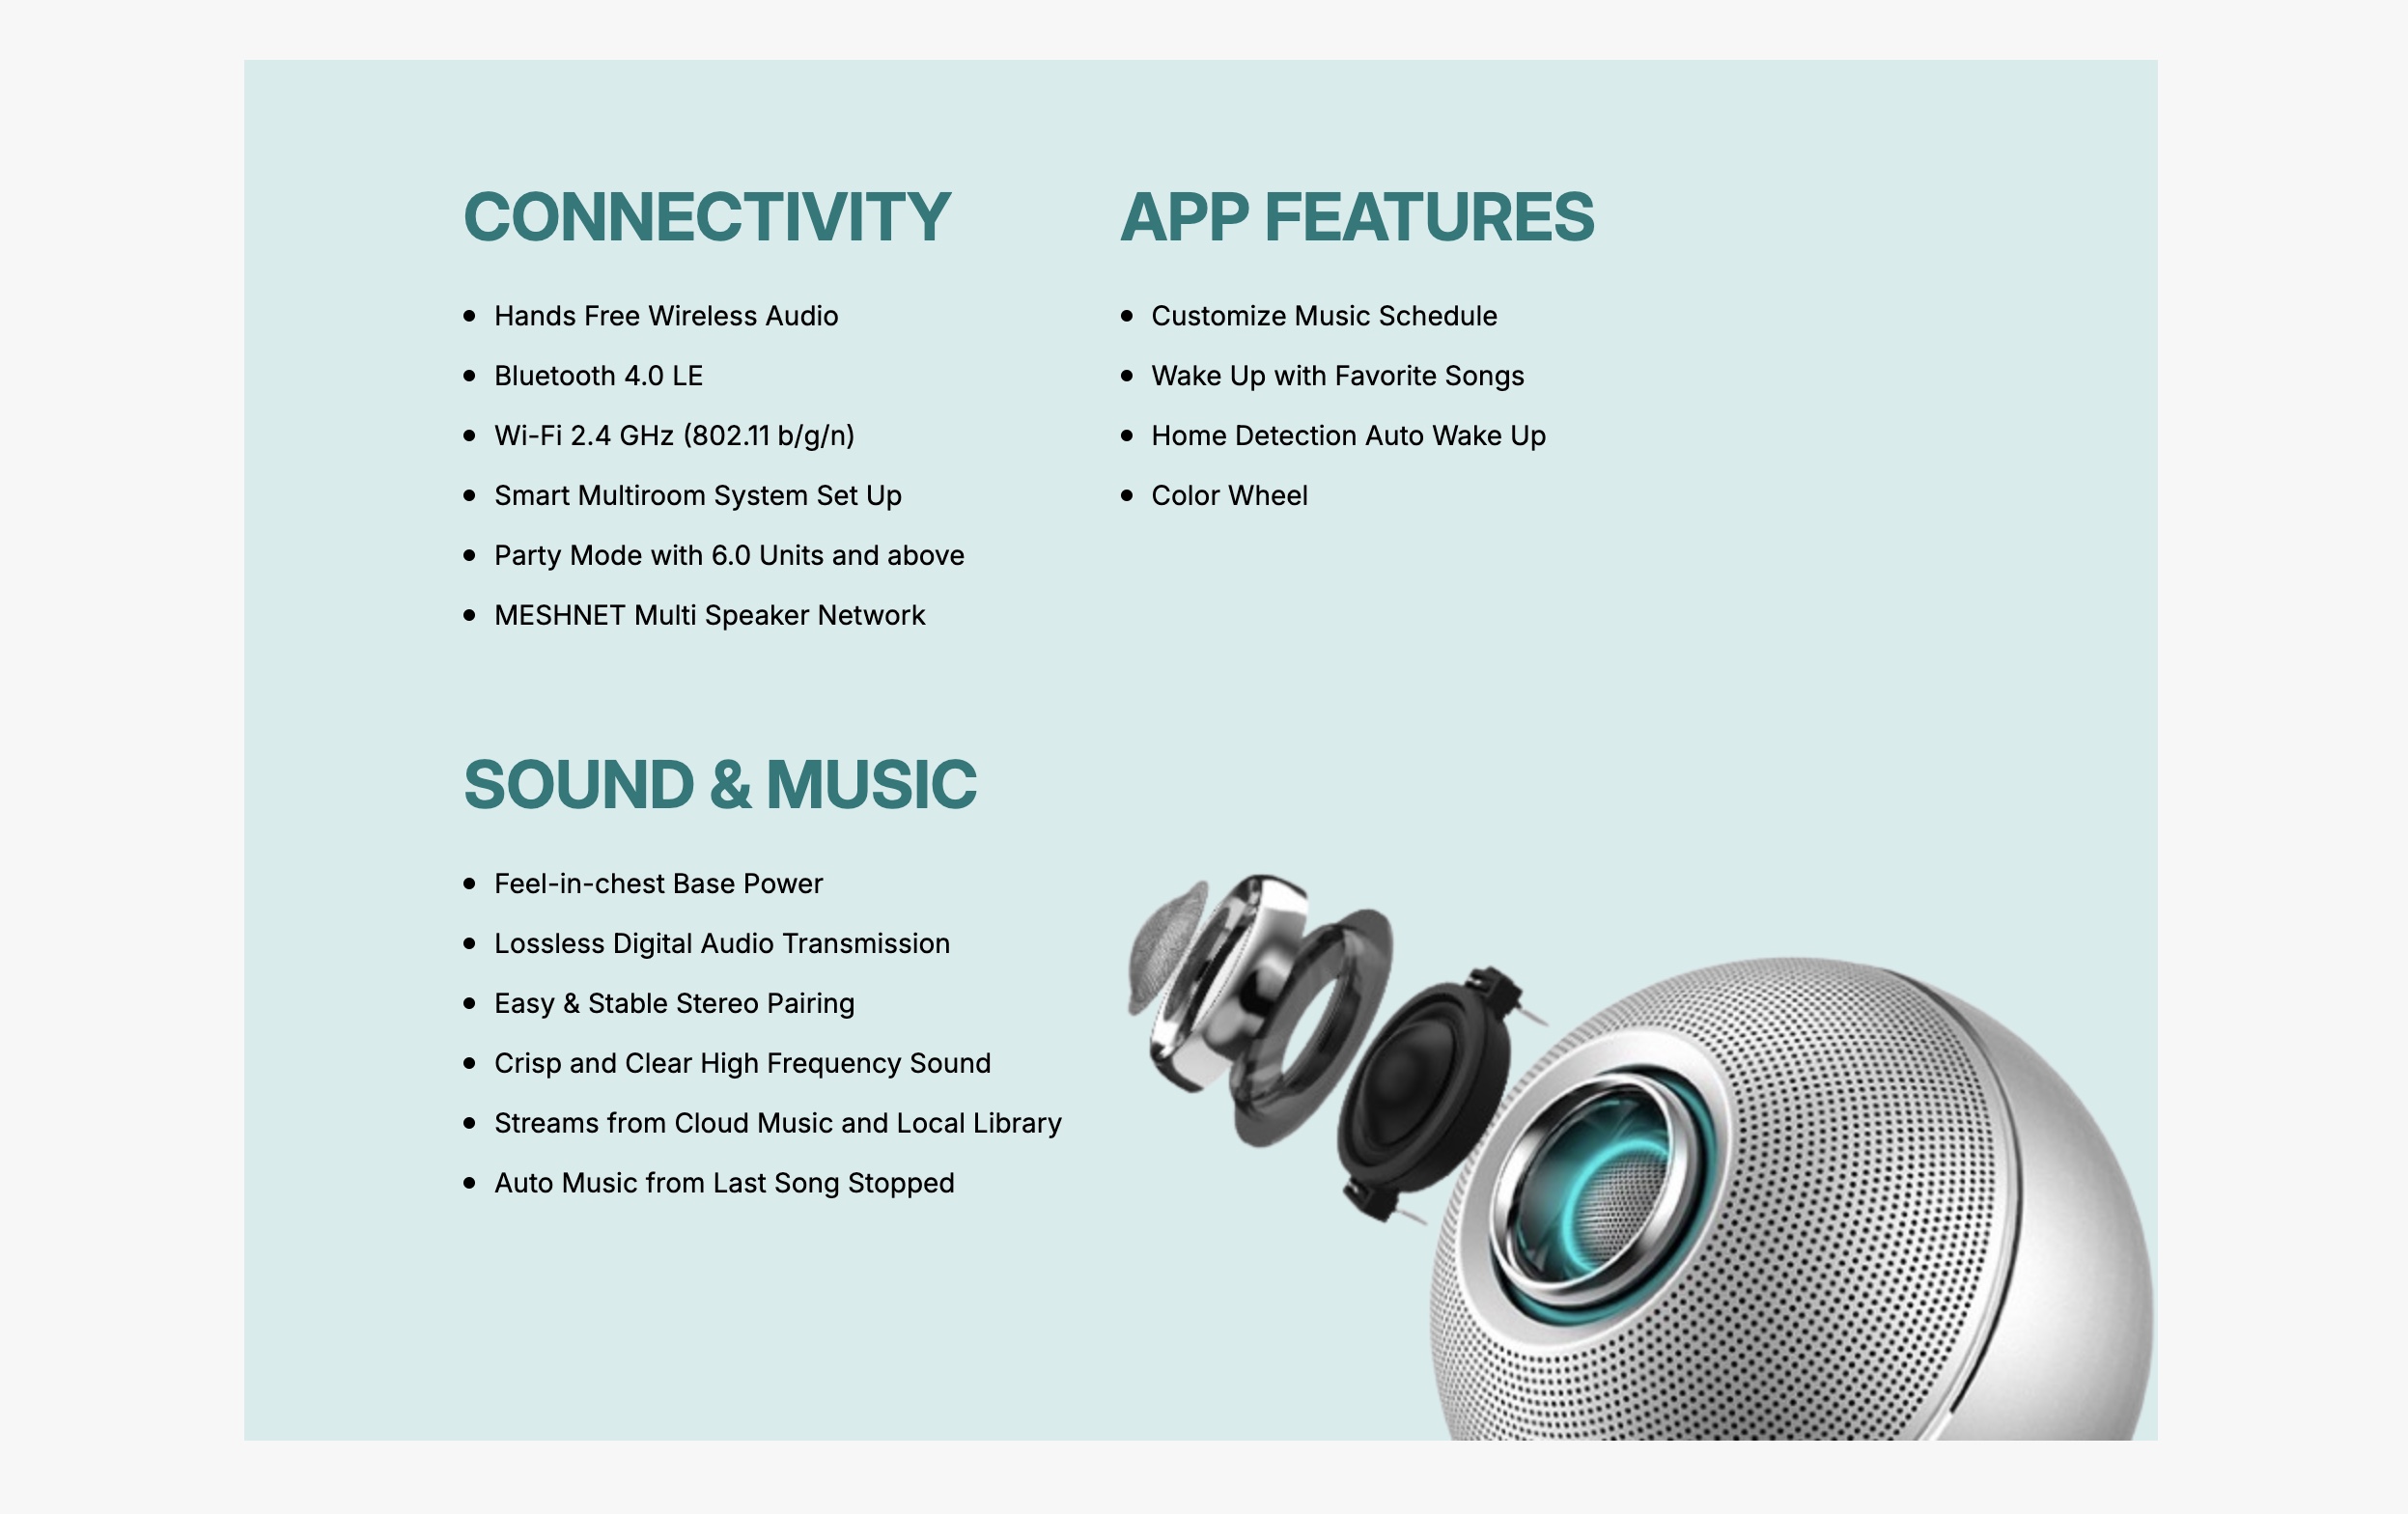 CONNECTIVITY
Hands Free Wireless Audio
Bluetooth 4.0 LE
Wi-Fi 2.4 GHz (802.11 b/g/n)
Smart Multiroom System Set Up
Party Mode with 6.0 Units and above
MESHNET Multi Speaker Network
APP FEATURES
Customize Music Schedule
Wake Up with Favorite Songs
Home Detection Auto Wake Up
Color Wheel
SOUND & MUSIC
Feel-in-chest Base Power
Lossless Digital Audio Transmission
Easy & Stable Stereo Pairing
Crisp and Clear High Frequency Sound
Streams from Cloud Music and Local Library
Auto Music from Last Song Stopped